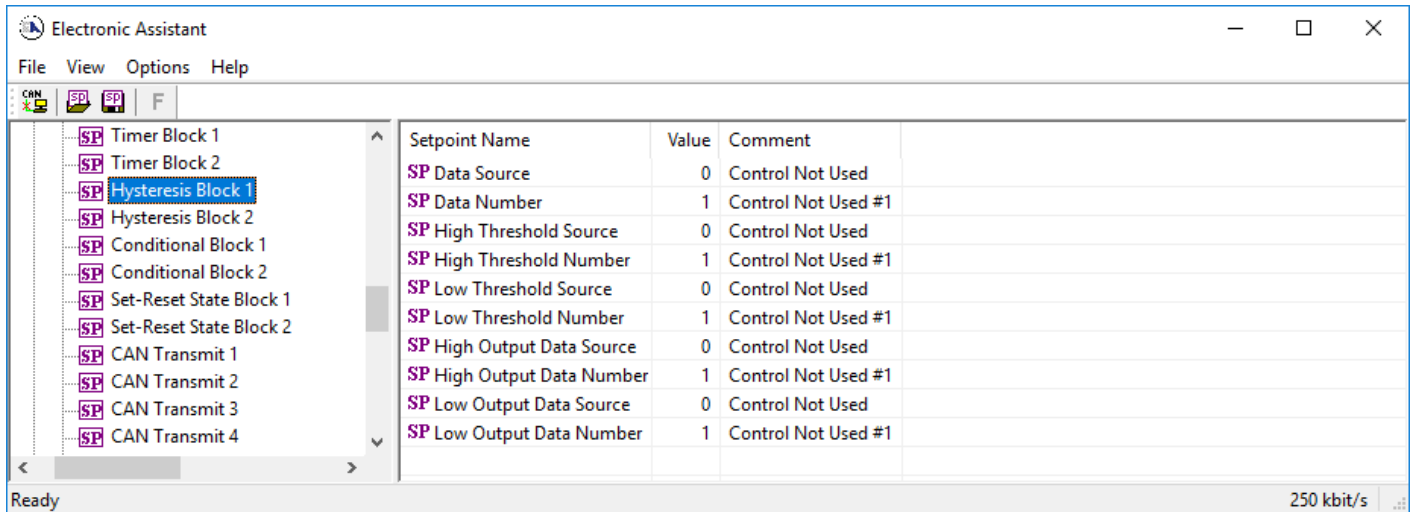 Electronic Assistant
File View Options Help
CAN SP SP F
SP Timer Block 1
SP Timer Block 2
SP Hysteresis Block 1
SP Hysteresis Block 2
SP Conditional Block 1
SP Conditional Block 2
SP Set-Reset State Block 1
SP Set-Reset State Block 2
SP CAN Transmit 1
SP CAN Transmit 2
SP CAN Transmit 3
SP CAN Transmit 4
Setpoint Name Value Comment
SP Data Source 0 Control Not Used
SP Data Number 1 Control Not Used #1
SP High Threshold Source 0 Control Not Used
SP High Threshold Number 1 Control Not Used #1
SP Low Threshold Source 0 Control Not Used
SP Low Threshold Number 1 Control Not Used #1
SP High Output Data Source 0 Control Not Used
SP High Output Data Number 1 Control Not Used #1
SP Low Output Data Source 0 Control Not Used
SP Low Output Data Number 1 Control Not Used #1
Ready 250 kbit/s